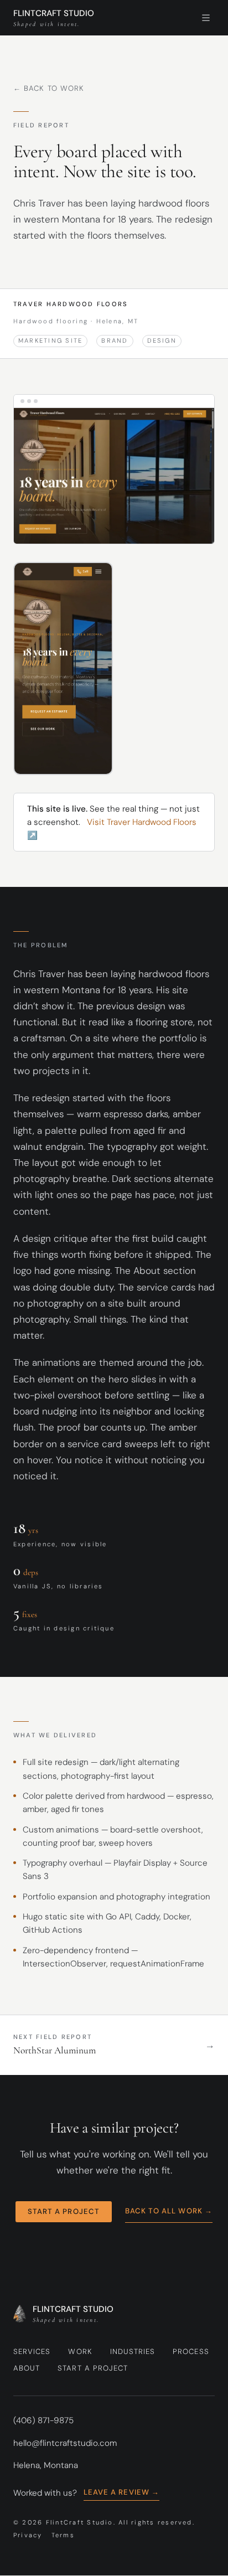 FLINTCRAFT STUDIO
Shaped with intent.
← BACK TO WORK
FIELD REPORT
Every board placed with
intent. Now the site is too.
Chris Traver has been laying hardwood floors
in western Montana for 18 years. The redesign
started with the floors themselves.
TRAVER HARDWOOD FLOORS
Hardwood flooring · Helena, MT
MARKETING SITE BRAND DESIGN
Traver Hardwood Floors
18 years in every
board.
18 years in every
board.
REQUEST AN ESTIMATE
SEE OUR WORK
This site is live. See the real thing — not just
a screenshot. Visit Traver Hardwood Floors
↗
THE PROBLEM
Chris Traver has been laying hardwood floors
in western Montana for 18 years. His site
didn't show it. The previous design was
functional. But it read like a flooring store, not
a craftsman. On a site where the portfolio is
the only argument that matters, there were
two projects in it.
The redesign started with the floors
themselves — warm espresso darks, amber
light, a palette pulled from aged fir and
walnut endgrain. The typography got weight.
The layout got wide enough to let
photography breathe. Dark sections alternate
with light ones so the page has pace, not just
content.
A design critique after the first build caught
five things worth fixing before it shipped. The
logo had gone missing. The About section
was doing double duty. The service cards had
no photography on a site built around
photography. Small things. The kind that
matter.
The animations are themed around the job.
Each element on the hero slides in with a
two-pixel overshoot before settling — like a
board nudging into its neighbor and locking
flush. The proof bar counts up. The amber
border on a service card sweeps left to right
on hover. You notice it without noticing you
noticed it.
18 yrs
Experience, now visible
0 deps
Vanilla JS, no libraries
5 fixes
Caught in design critique
WHAT WE DELIVERED
Full site redesign — dark/light alternating
sections, photography-first layout
Color palette derived from hardwood — espresso,
amber, aged fir tones
Custom animations — board-settle overshoot,
counting proof bar, sweep hovers
Typography overhaul — Playfair Display + Source
Sans 3
Portfolio expansion and photography integration
Hugo static site with Go API, Caddy, Docker,
GitHub Actions
Zero-dependency frontend —
IntersectionObserver, requestAnimationFrame
NEXT FIELD REPORT
NorthStar Aluminum
→
Have a similar project?
Tell us what you're working on. We'll tell you
whether we're the right fit.
START A PROJECT BACK TO ALL WORK →
FLINTCRAFT STUDIO
Shaped with intent.
SERVICES WORK INDUSTRIES PROCESS
ABOUT START A PROJECT
(406) 871-9875
hello@flintcraftstudio.com
Helena, Montana
Worked with us? LEAVE A REVIEW →
© 2026 FlintCraft Studio. All rights reserved.
Privacy Terms